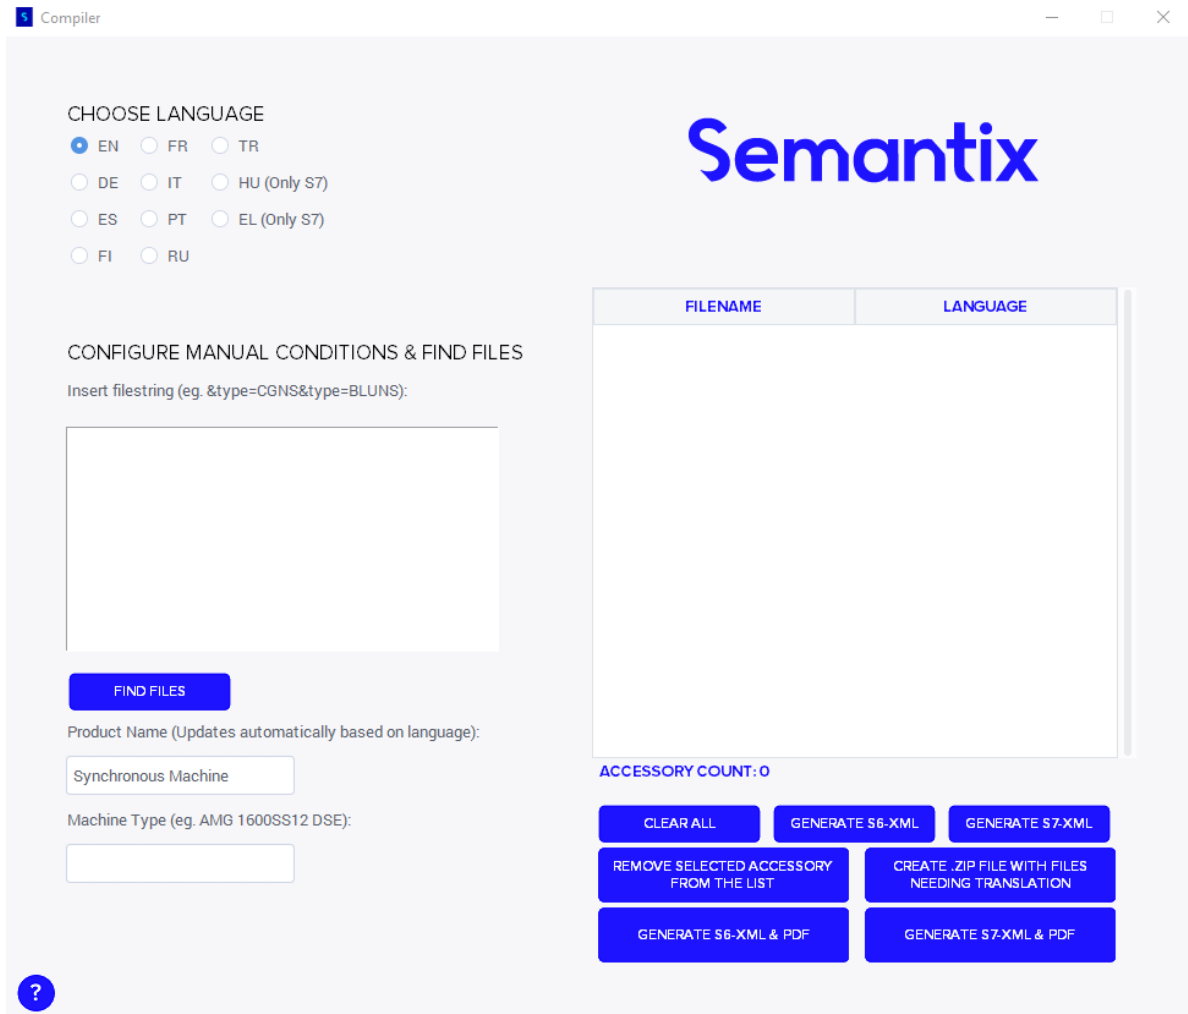 S Compiler
CHOOSE LANGUAGE
EN FR TR
DE IT HU (Only S7)
ES PT EL (Only S7)
FI RU
Semantix
CONFIGURE MANUAL CONDITIONS & FIND FILES
Insert filestring (eg. &type=CGNS&type=BLUNS):
FIND FILES
Product Name (Updates automatically based on language):
Synchronous Machine
Machine Type (eg. AMG 1600SS12 DSE):
?
FILENAME LANGUAGE
ACCESSORY COUNT: 0
CLEAR ALL GENERATE S6-XML GENERATE S7-XML
REMOVE SELECTED ACCESSORY
FROM THE LIST
CREATE .ZIP FILE WITH FILES
NEEDING TRANSLATION
GENERATE S6-XML & PDF GENERATE S7-XML & PDF